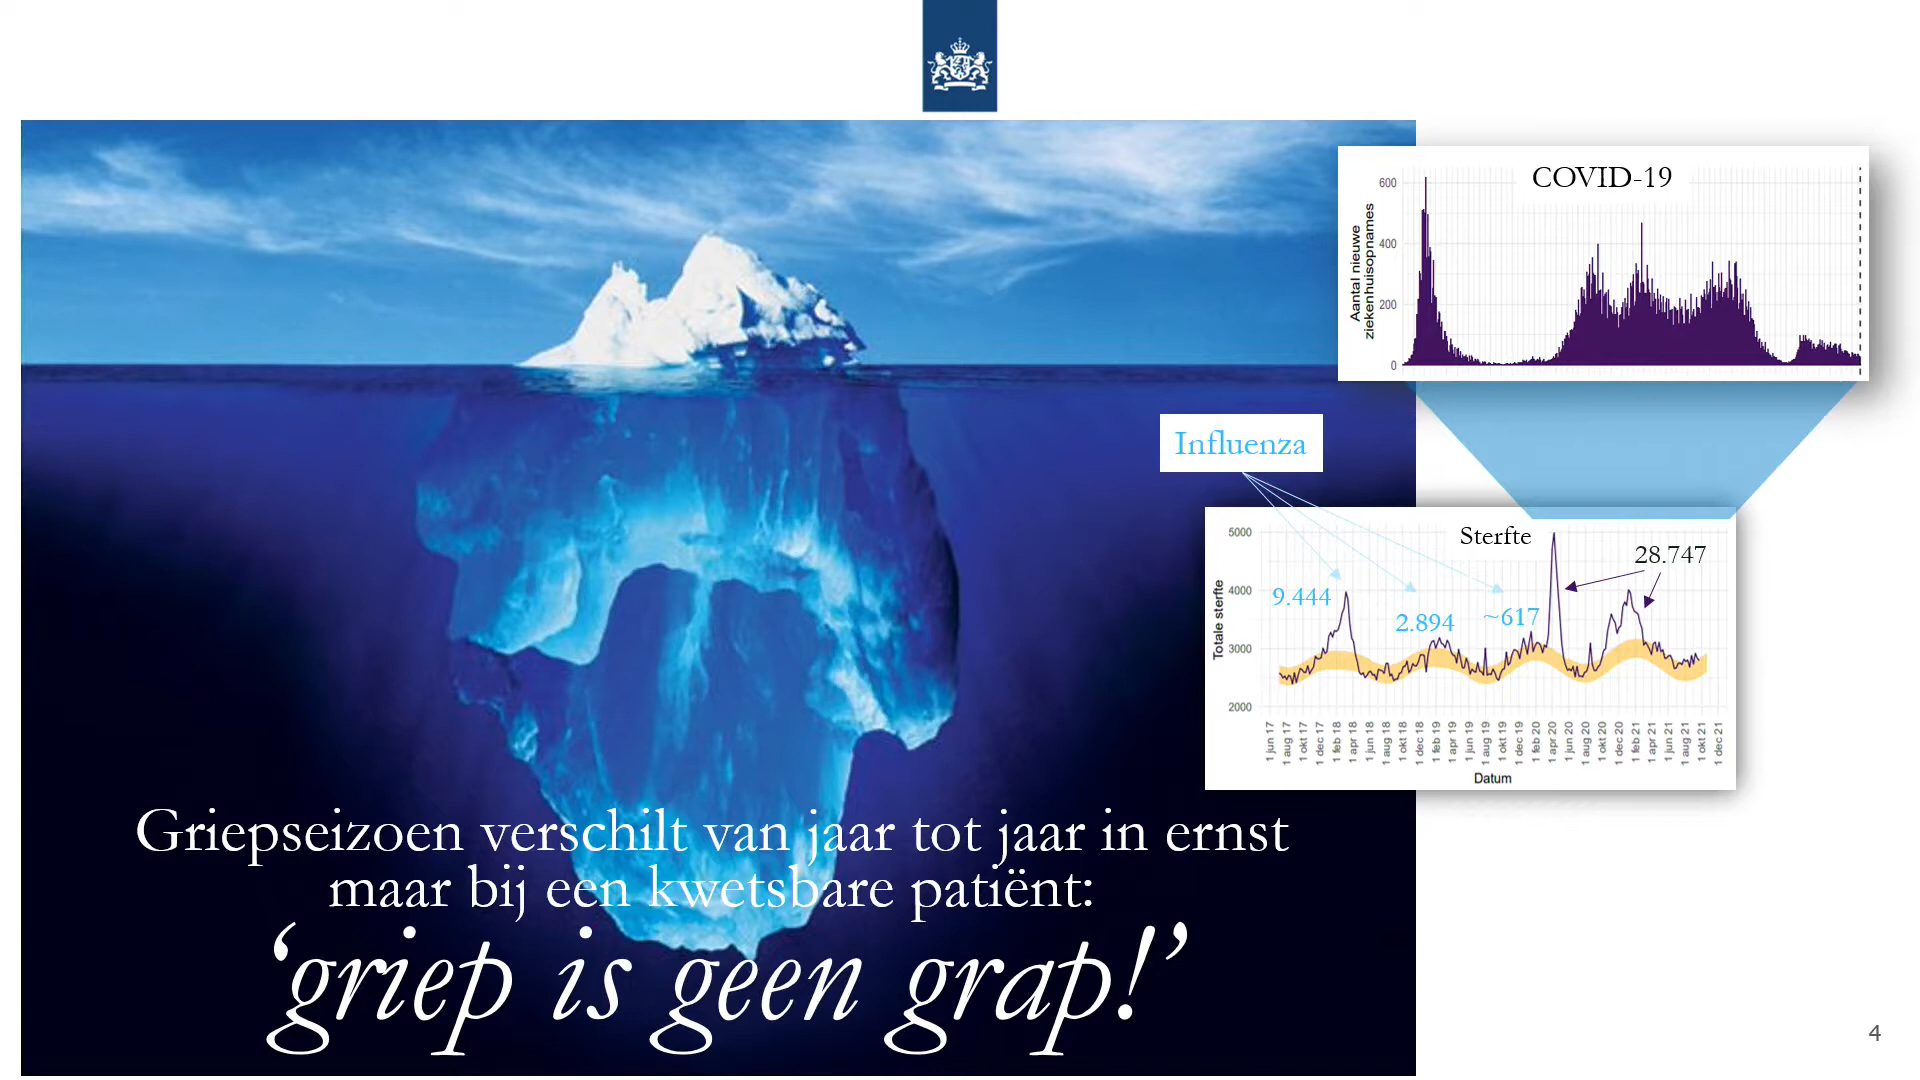 COVID-19
Aantal nieuwe
ziekenhuisopnames
600
400
200
0
Influenza
Sterfte
28.747
9.444
2.894
~617
Totale sterfte
5000
4000
3000
2000
1 jun 17
1 aug 17
1 okt 17
1 dec 17
1 feb 18
1 apr 18
1 jun 18
1 aug 18
1 okt 18
1 dec 18
1 feb 19
1 apr 19
1 jun 19
1 aug 19
1 okt 19
1 dec 19
1 feb 20
1 apr 20
1 jun 20
1 aug 20
1 okt 20
1 dec 20
1 feb 21
1 apr 21
1 jun 21
1 aug 21
1 okt 21
1 dec 21
Datum
Griepseizoen verschilt van jaar tot jaar in ernst
maar bij een kwetsbare patiënt:
‘griep is geen grap!’
4